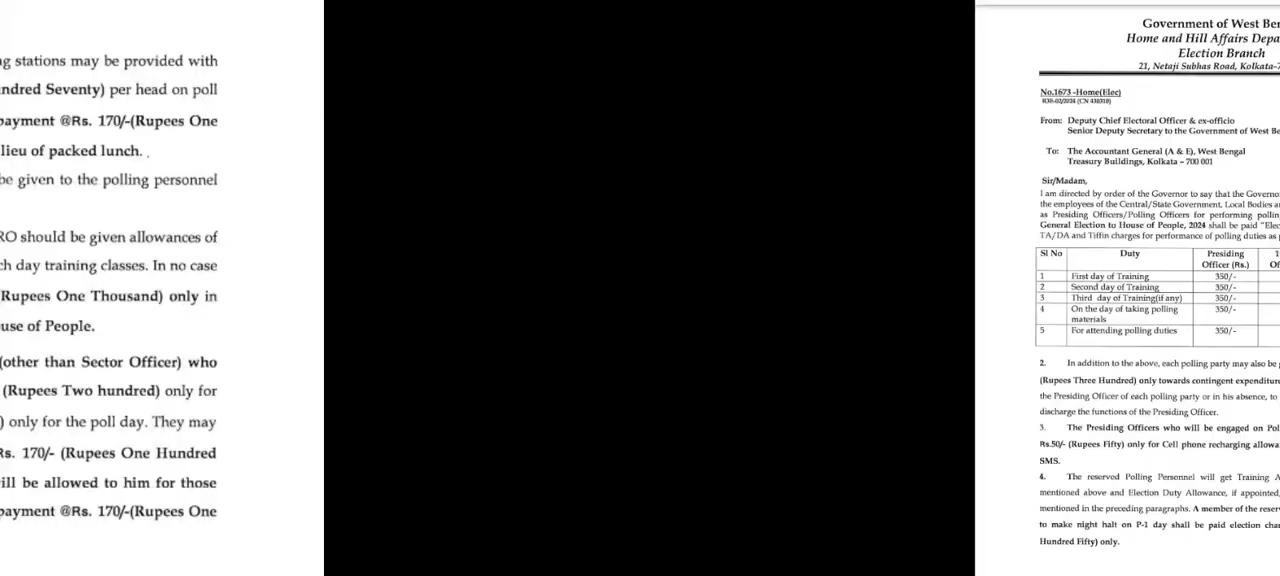 ng stations may be provided with
ndred Seventy) per head on poll
payment @Rs. 170/-(Rupees One
lieu of packed lunch. .
be given to the polling personnel
RO should be given allowances of
ch day training classes. In no case
Rupees One Thousand) only in
use of People.
(other than Sector Officer) who
(Rupees Two hundred) only for
) only for the poll day. They may
Rs. 170/- (Rupees One Hundred
ill be allowed to him for those
payment @Rs. 170/-(Rupees One
Government of West Ben
Home and Hill Affairs Depa
Election Branch
21, Netaji Subhas Road, Kolkata-7
No.1673 -Home(Elec)
From: Deputy Chief Electoral Officer & ex-officio
Senior Deputy Secretary to the Government of West Be
To: The Accountant General (A & E), West Bengal
Treasury Buildings, Kolkata – 700 001
Sir/Madam,
I am directed by order of the Governor to say that the Governo
the employees of the Central/State Government, Local Bodies a
as Presiding Officers/Polling Officers for performing pollin
General Election to House of People, 2024 shall be paid "Elec
TA/DA and Tiffin charges for performance of polling duties as p
Sl No Duty Presiding Officer (Rs.)
1 First day of Training 350/-
2 Second day of Training 350/-
3 Third day of Training(if any) 350/-
4 On the day of taking polling materials 350/-
5 For attending polling duties 350/-
2. In addition to the above, each polling party may also be
(Rupees Three Hundred) only towards contingent expenditure
the Presiding Officer of each polling party or in his absence, to
discharge the functions of the Presiding Officer.
3. The Presiding Officers who will be engaged on Pol
Rs.50/- (Rupees Fifty) only for Cell phone recharging allowa
SMS.
4. The reserved Polling Personnel will get Training A
mentioned above and Election Duty Allowance, if appointed,
mentioned in the preceding paragraphs. A member of the reser
to make night halt on P-1 day shall be paid election cha
Hundred Fifty) only.